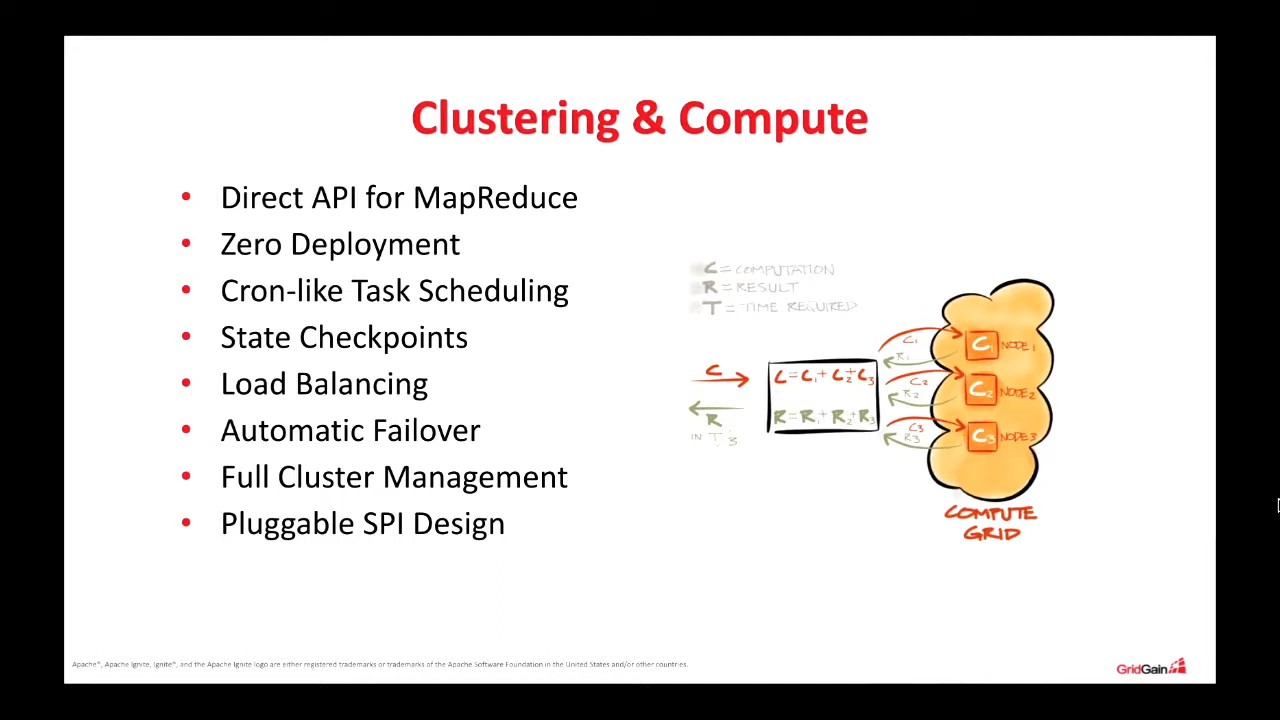 Clustering & Compute
• Direct API for MapReduce
• Zero Deployment
• Cron-like Task Scheduling
• State Checkpoints
• Load Balancing
• Automatic Failover
• Full Cluster Management
• Pluggable SPI Design
C = COMPUTATION
R = RESULT
T = TIME REQUIRED
C
R
IN T 3
C = C1 + C2 + C3
R = R1 + R2 + R3
C1
R1
C2
R2
C3
R3
C1 NODE 1
C2 NODE 2
C3 NODE 3
COMPUTE
GRID
Apache®, Apache Ignite, Ignite®, and the Apache Ignite logo are either registered trademarks or trademarks of the Apache Software Foundation in the United States and/or other countries.
GridGain